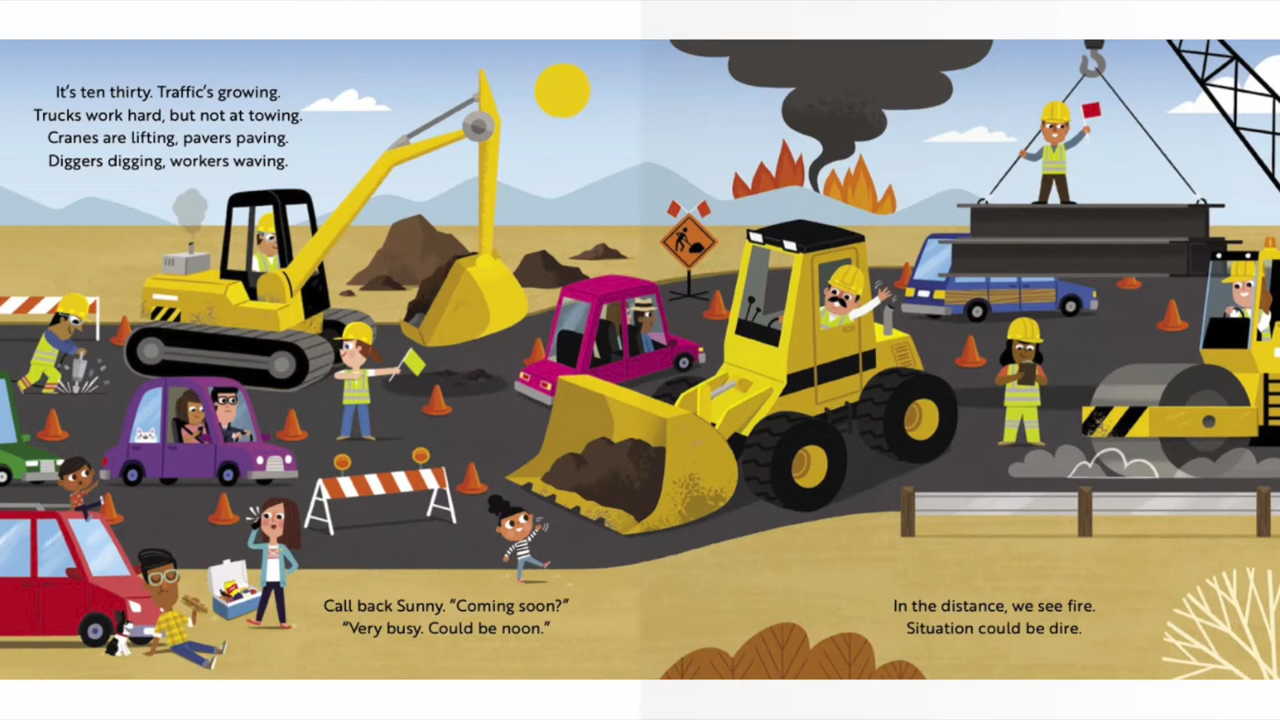 It's ten thirty. Traffic's growing.
Trucks work hard, but not at towing.
Cranes are lifting, pavers paving.
Diggers digging, workers waving.
Call back Sunny. “Coming soon?”
“Very busy. Could be noon.”
In the distance, we see fire.
Situation could be dire.